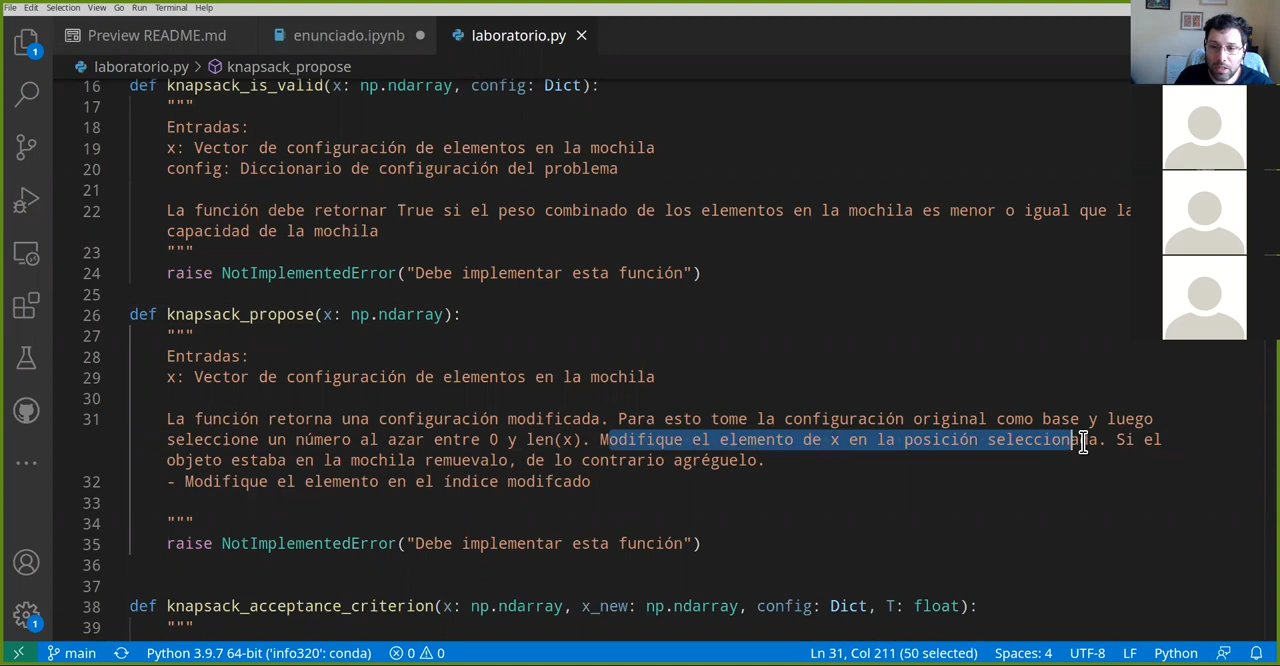 File Edit Selection View Go Run Terminal Help
Preview README.md
enunciado.ipynb
laboratorio.py
laboratorio.py > knapsack_propose
16 def knapsack_is_valid(x: np.ndarray, config: Dict):
17 """
18 Entradas:
19 x: Vector de configuración de elementos en la mochila
20 config: Diccionario de configuración del problema
21
22 La función debe retornar True si el peso combinado de los elementos en la mochila es menor o igual que la
capacidad de la mochila
23 """
24 raise NotImplementedError("Debe implementar esta función")
25
26 def knapsack_propose(x: np.ndarray):
27 """
28 Entradas:
29 x: Vector de configuración de elementos en la mochila
30
31 La función retorna una configuración modificada. Para esto tome la configuración original como base y luego
seleccione un número al azar entre 0 y len(x). Modifique el elemento de x en la posición seleccionada. Si el
objeto estaba en la mochila remuevalo, de lo contrario agréguelo.
32 - Modifique el elemento en el índice modifcado
33
34 """
35 raise NotImplementedError("Debe implementar esta función")
36
37
38 def knapsack_acceptance_criterion(x: np.ndarray, x_new: np.ndarray, config: Dict, T: float):
39 """
1
1
main
Python 3.9.7 64-bit ('info320': conda)
0 0
Ln 31, Col 211 (50 selected)
Spaces: 4
UTF-8
LF
Python